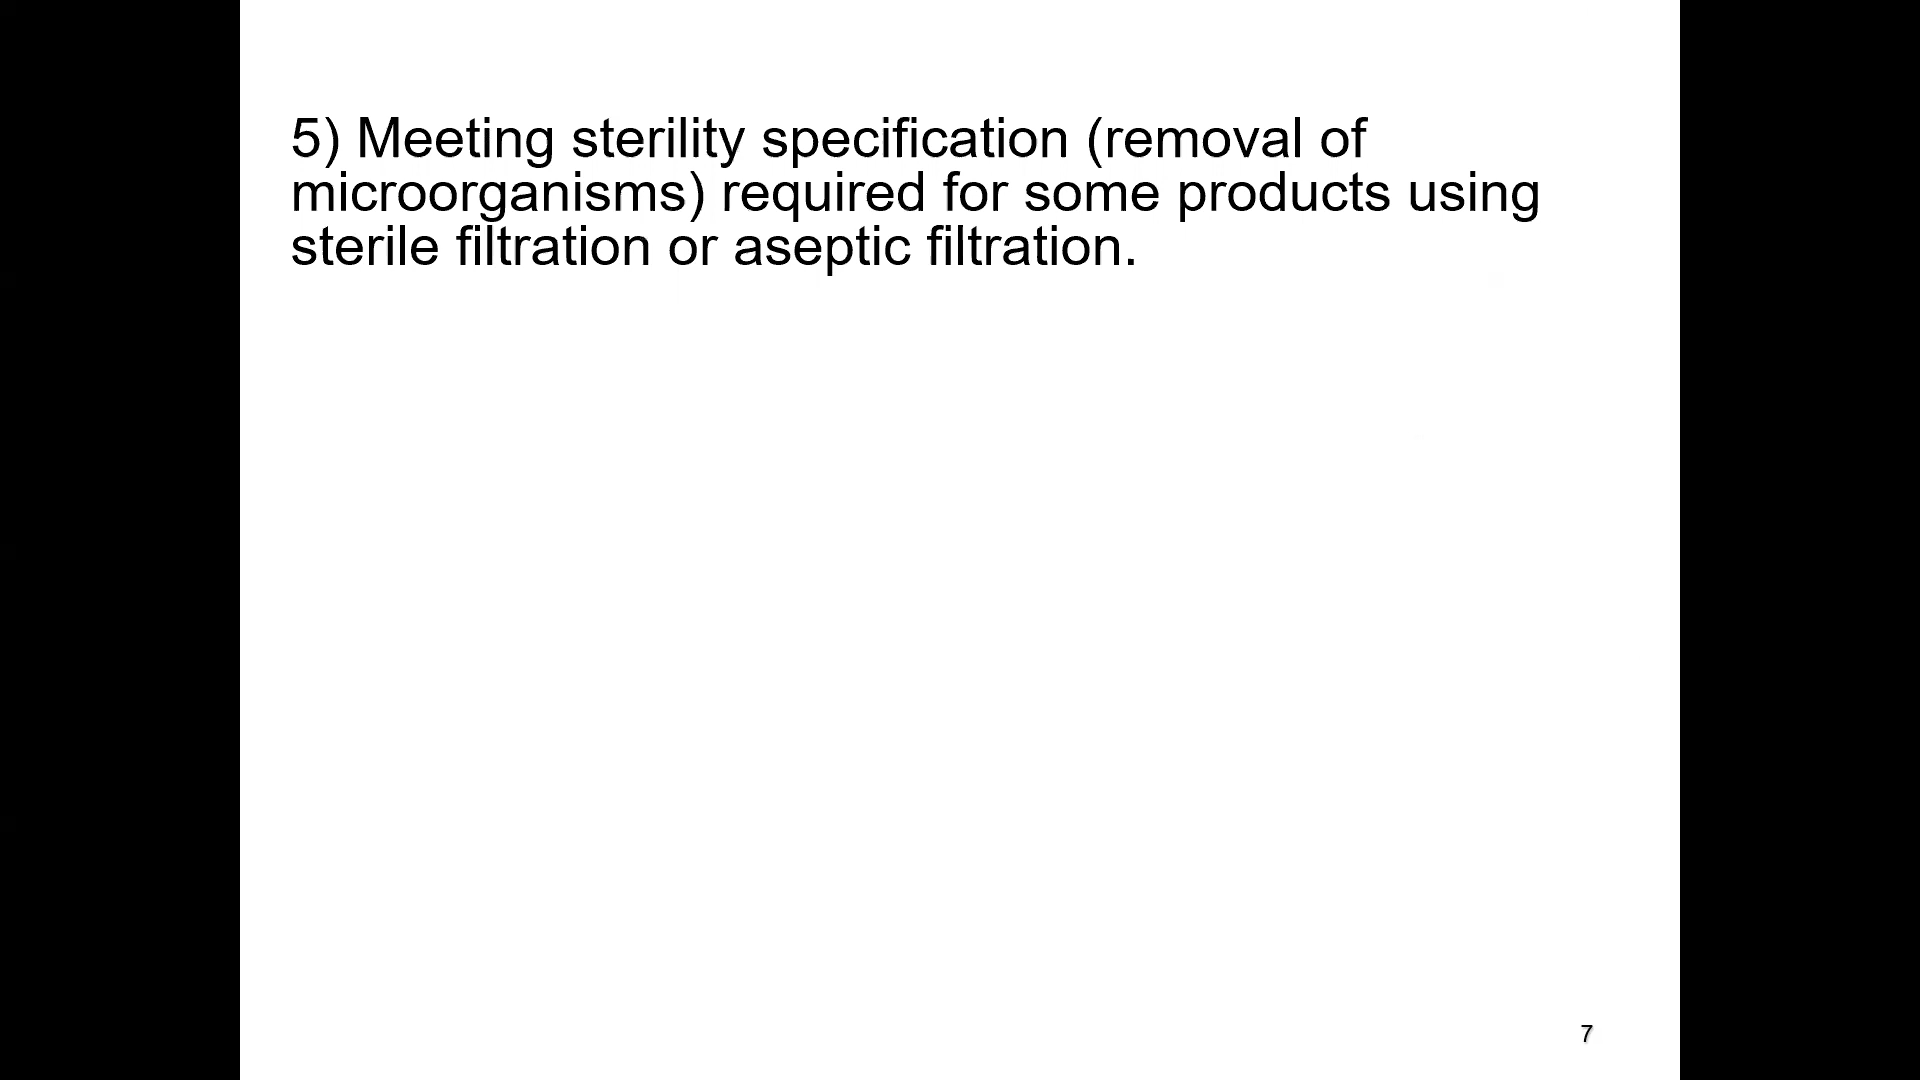 5) Meeting sterility specification (removal of
microorganisms) required for some products using
sterile filtration or aseptic filtration.
7